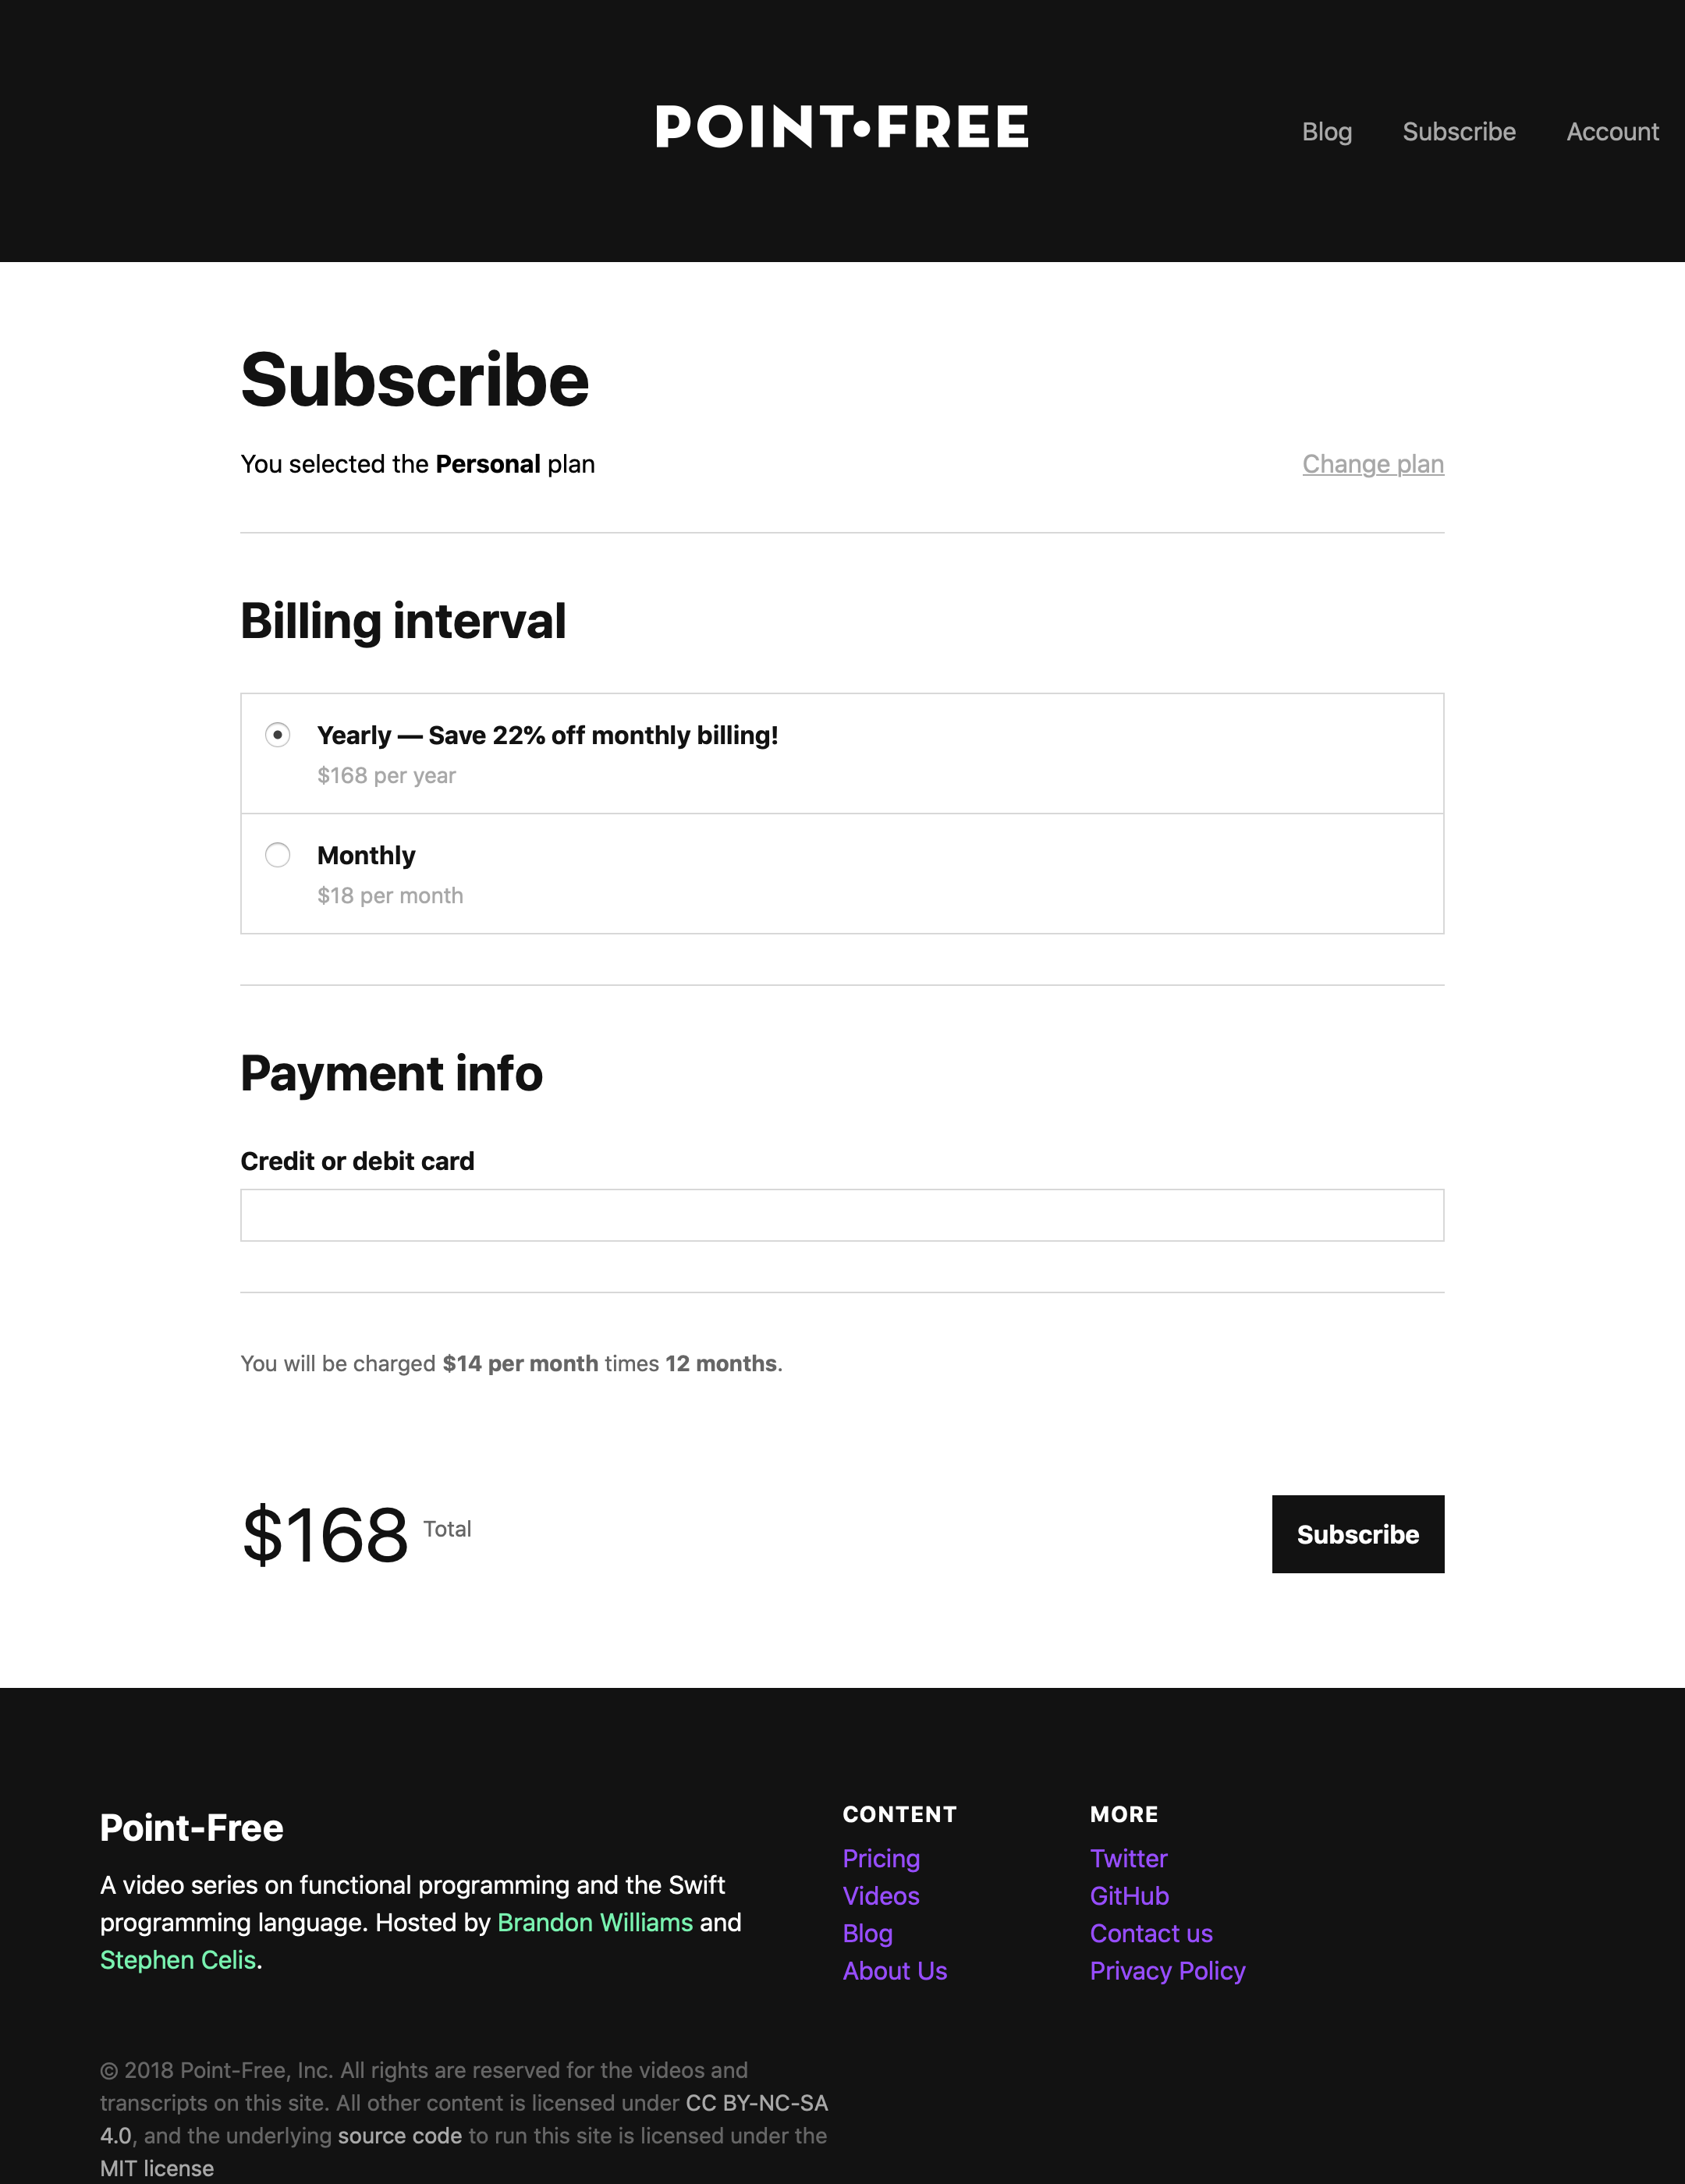 POINT•FREE
Blog Subscribe Account
Subscribe
You selected the Personal plan
Change plan
Billing interval
Yearly — Save 22% off monthly billing!
$168 per year
Monthly
$18 per month
Payment info
Credit or debit card
You will be charged $14 per month times 12 months.
$168 Total
Subscribe
Point-Free
A video series on functional programming and the Swift
programming language. Hosted by Brandon Williams and
Stephen Celis.
CONTENT
Pricing
Videos
Blog
About Us
MORE
Twitter
GitHub
Contact us
Privacy Policy
© 2018 Point-Free, Inc. All rights are reserved for the videos and
transcripts on this site. All other content is licensed under CC BY-NC-SA
4.0, and the underlying source code to run this site is licensed under the
MIT license